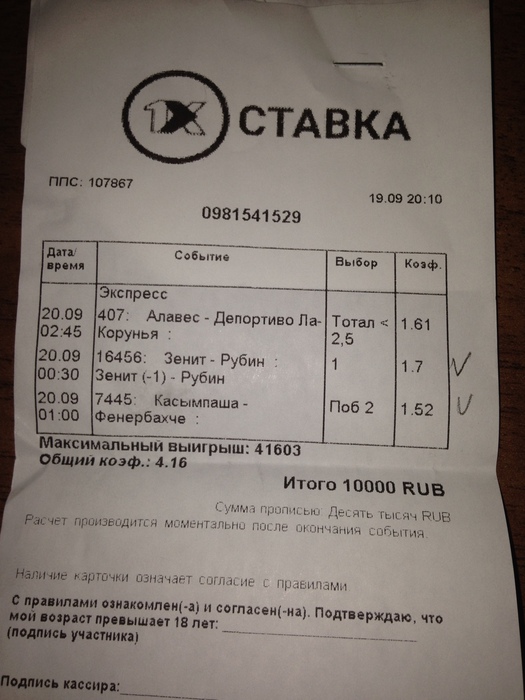 1X СТАВКА
ППС: 107867
19.09 20:10
0981541529
Дата/ время Событие Выбор Коэф.
Экспресс
20.09 02:45 407: Алавес - Депортиво Ла-Корунья : Тотал < 2,5 1.61
20.09 00:30 16456: Зенит - Рубин : Зенит (-1) - Рубин 1 1.7
20.09 01:00 7445: Касымпаша - Фенербахче : Поб 2 1.52
Максимальный выигрыш: 41603
Общий коэф.: 4.16
Итого 10000 RUB
Сумма прописью Десять тысяч RUB
Расчет производится моментально после окончания события.
Наличие карточки означает согласие с правилами
С правилами ознакомлен(-а) и согласен(-на). Подтверждаю, что
мой возраст превышает 18 лет:
(подпись участника)
Подпись кассира: